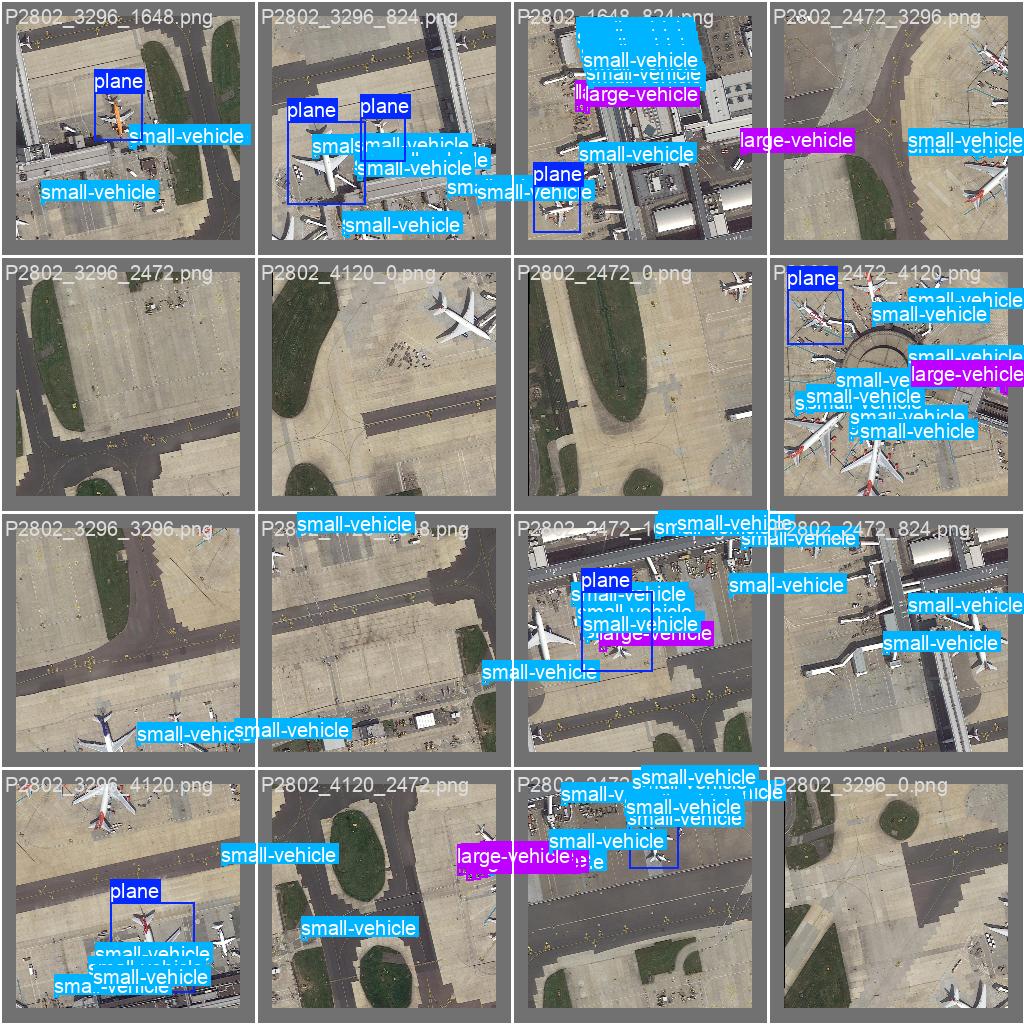 P2802_3296_1648.png
plane
small-vehicle
small-vehicle
P2802_3296_824.png
plane
plane
small-vehicle
small-vehicle
small-vehicle
P2802_1648_824.png
small-vehicle
small-vehicle
large-vehicle
small-vehicle
plane
P2802_2472_3296.png
large-vehicle
small-vehicle
P2802_3296_2472.png
P2802_4120_0.png
P2802_2472_0.png
P2802_2472_4120.png
plane
small-vehicle
small-vehicle
small-vehicle
large-vehicle
small-vehicle
small-vehicle
small-vehicle
P2802_3296_3296.png
small-vehicle
small-vehicle
small-vehicle
small-vehicle
plane
small-vehicle
small-vehicle
small-vehicle
large-vehicle
small-vehicle
P2802_2472_824.png
small-vehicle
small-vehicle
small-vehicle
small-vehicle
P2802_3296_4120.png
small-vehicle
plane
small-vehicle
small-vehicle
P2802_4120_2472.png
large-vehicle
small-vehicle
small-vehicle
small-vehicle
small-vehicle
small-vehicle
P2802_3296_0.png